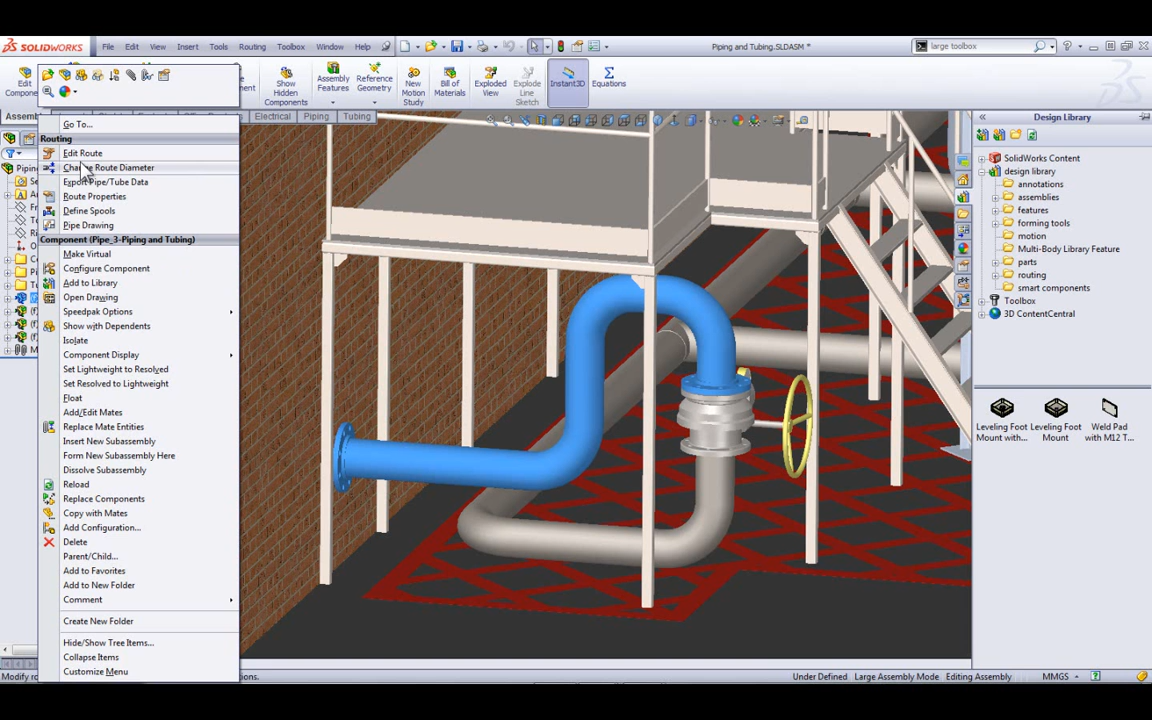 SOLIDWORKS File Edit View Insert Tools Routing Toolbox Window Help Piping and Tubing.SLDASM * large toolbox
Edit Show Hidden Components Assembly Features Reference Geometry New Motion Study Bill of Materials Exploded View Explode Line Sketch Instant3D Equations
Electrical Piping Tubing
Design Library
Go To...
Routing
Edit Route
Change Route Diameter
Export Pipe/Tube Data
Route Properties
Define Spools
Pipe Drawing
Component (Pipe_3-Piping and Tubing)
Make Virtual
Configure Component
Add to Library
Open Drawing
Speedpak Options
Show with Dependents
Isolate
Component Display
Set Lightweight to Resolved
Set Resolved to Lightweight
Float
Add/Edit Mates
Replace Mate Entities
Insert New Subassembly
Form New Subassembly Here
Dissolve Subassembly
Reload
Replace Components
Copy with Mates
Add Configuration...
Delete
Parent/Child...
Add to Favorites
Add to New Folder
Comment
Create New Folder
Hide/Show Tree Items...
Collapse Items
Customize Menu
SolidWorks Content
design library
annotations
assemblies
features
forming tools
motion
Multi-Body Library Feature
parts
routing
smart components
Toolbox
3D ContentCentral
Leveling Foot Mount with...
Leveling Foot Mount
Weld Pad with M12 T...
Under Defined Large Assembly Mode Editing Assembly MMGS